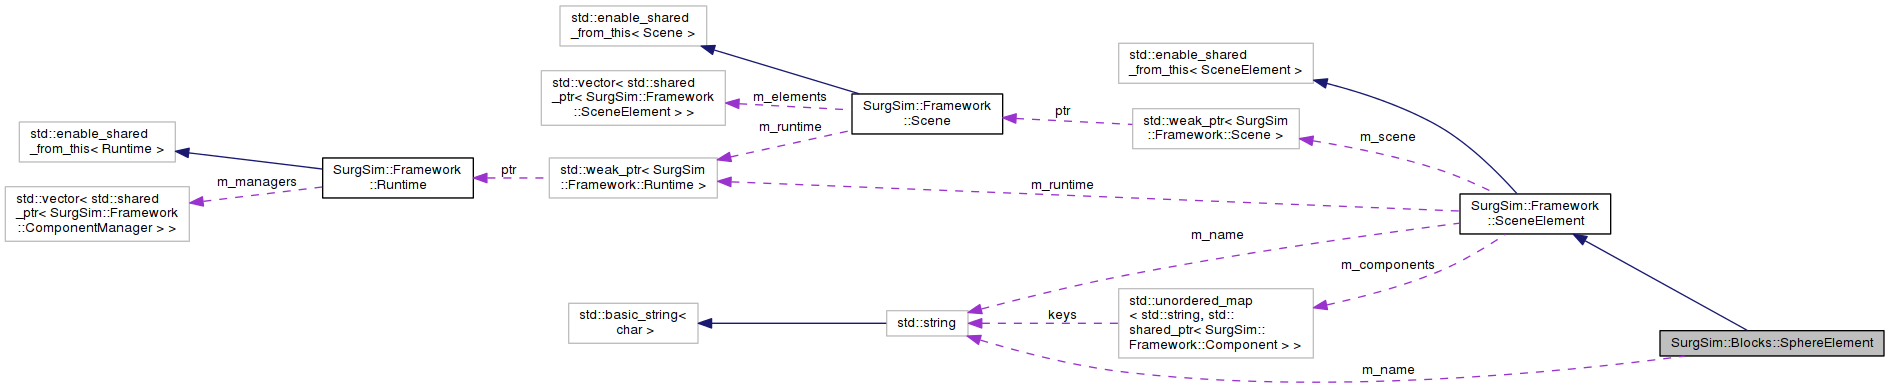 std::enable_shared
_from_this< Scene >
std::enable_shared
_from_this< SceneElement >
std::vector< std::shared
_ptr< SurgSim::Framework
::SceneElement > >
m_elements
SurgSim::Framework
::Scene
ptr
std::weak_ptr< SurgSim
::Framework::Scene >
m_scene
m_runtime
std::enable_shared
_from_this< Runtime >
SurgSim::Framework
::Runtime
ptr
std::weak_ptr< SurgSim
::Framework::Runtime >
m_runtime
m_managers
std::vector< std::shared
_ptr< SurgSim::Framework
::ComponentManager > >
SurgSim::Framework
::SceneElement
m_name
m_components
std::basic_string<
char >
std::string
keys
std::unordered_map
< std::string, std::
shared_ptr< SurgSim::
Framework::Component > >
SurgSim::Blocks::SphereElement
m_name